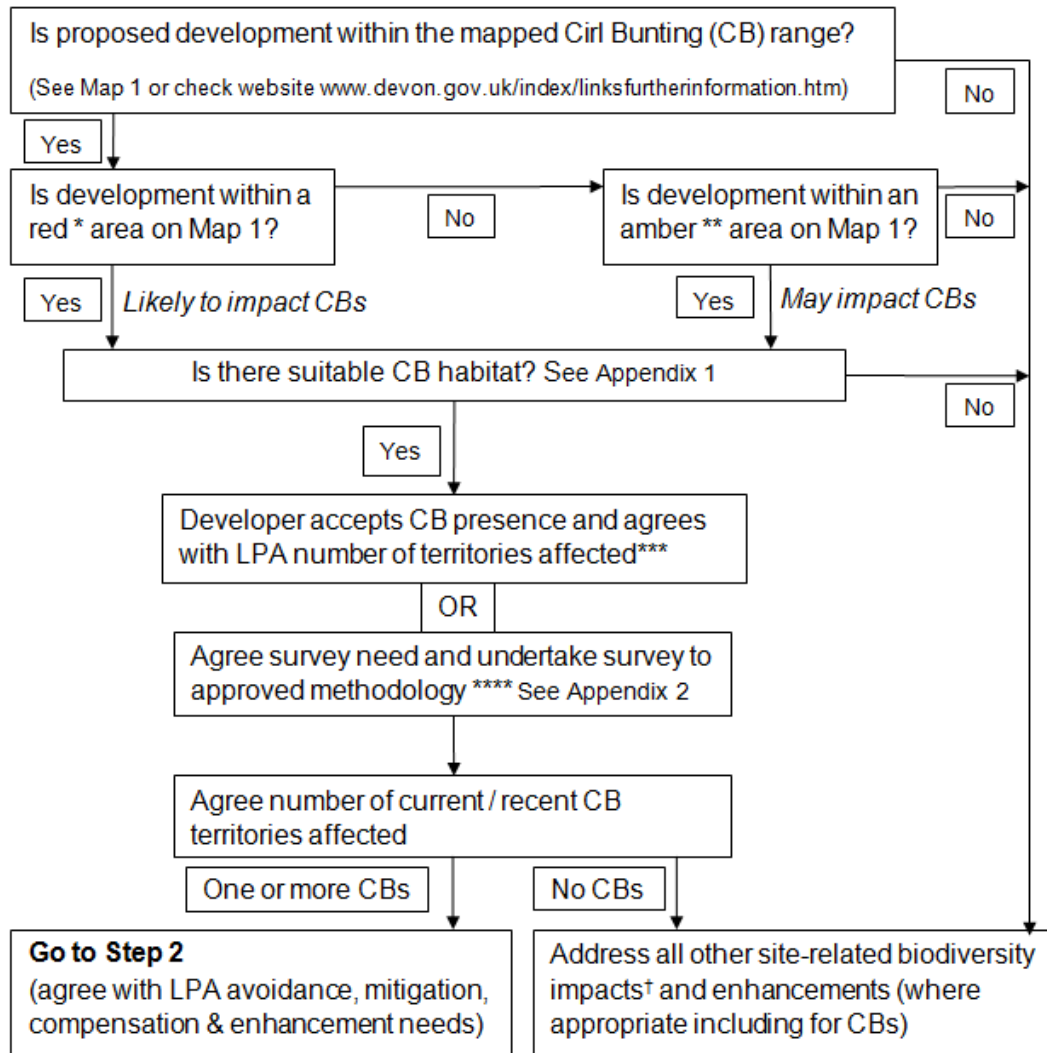 Is proposed development within the mapped Cirl Bunting (CB) range?
(See Map 1 or check website www.devon.gov.uk/index/linksfurtherinformation.htm)
No
Yes
Is development within a
red * area on Map 1?
No
Is development within an
amber ** area on Map 1?
No
Yes
Likely to impact CBs
Yes
May impact CBs
Is there suitable CB habitat? See Appendix 1
No
Yes
Developer accepts CB presence and agrees
with LPA number of territories affected***
OR
Agree survey need and undertake survey to
approved methodology **** See Appendix 2
Agree number of current / recent CB
territories affected
One or more CBs
No CBs
Go to Step 2
(agree with LPA avoidance, mitigation,
compensation & enhancement needs)
Address all other site-related biodiversity
impacts† and enhancements (where
appropriate including for CBs)